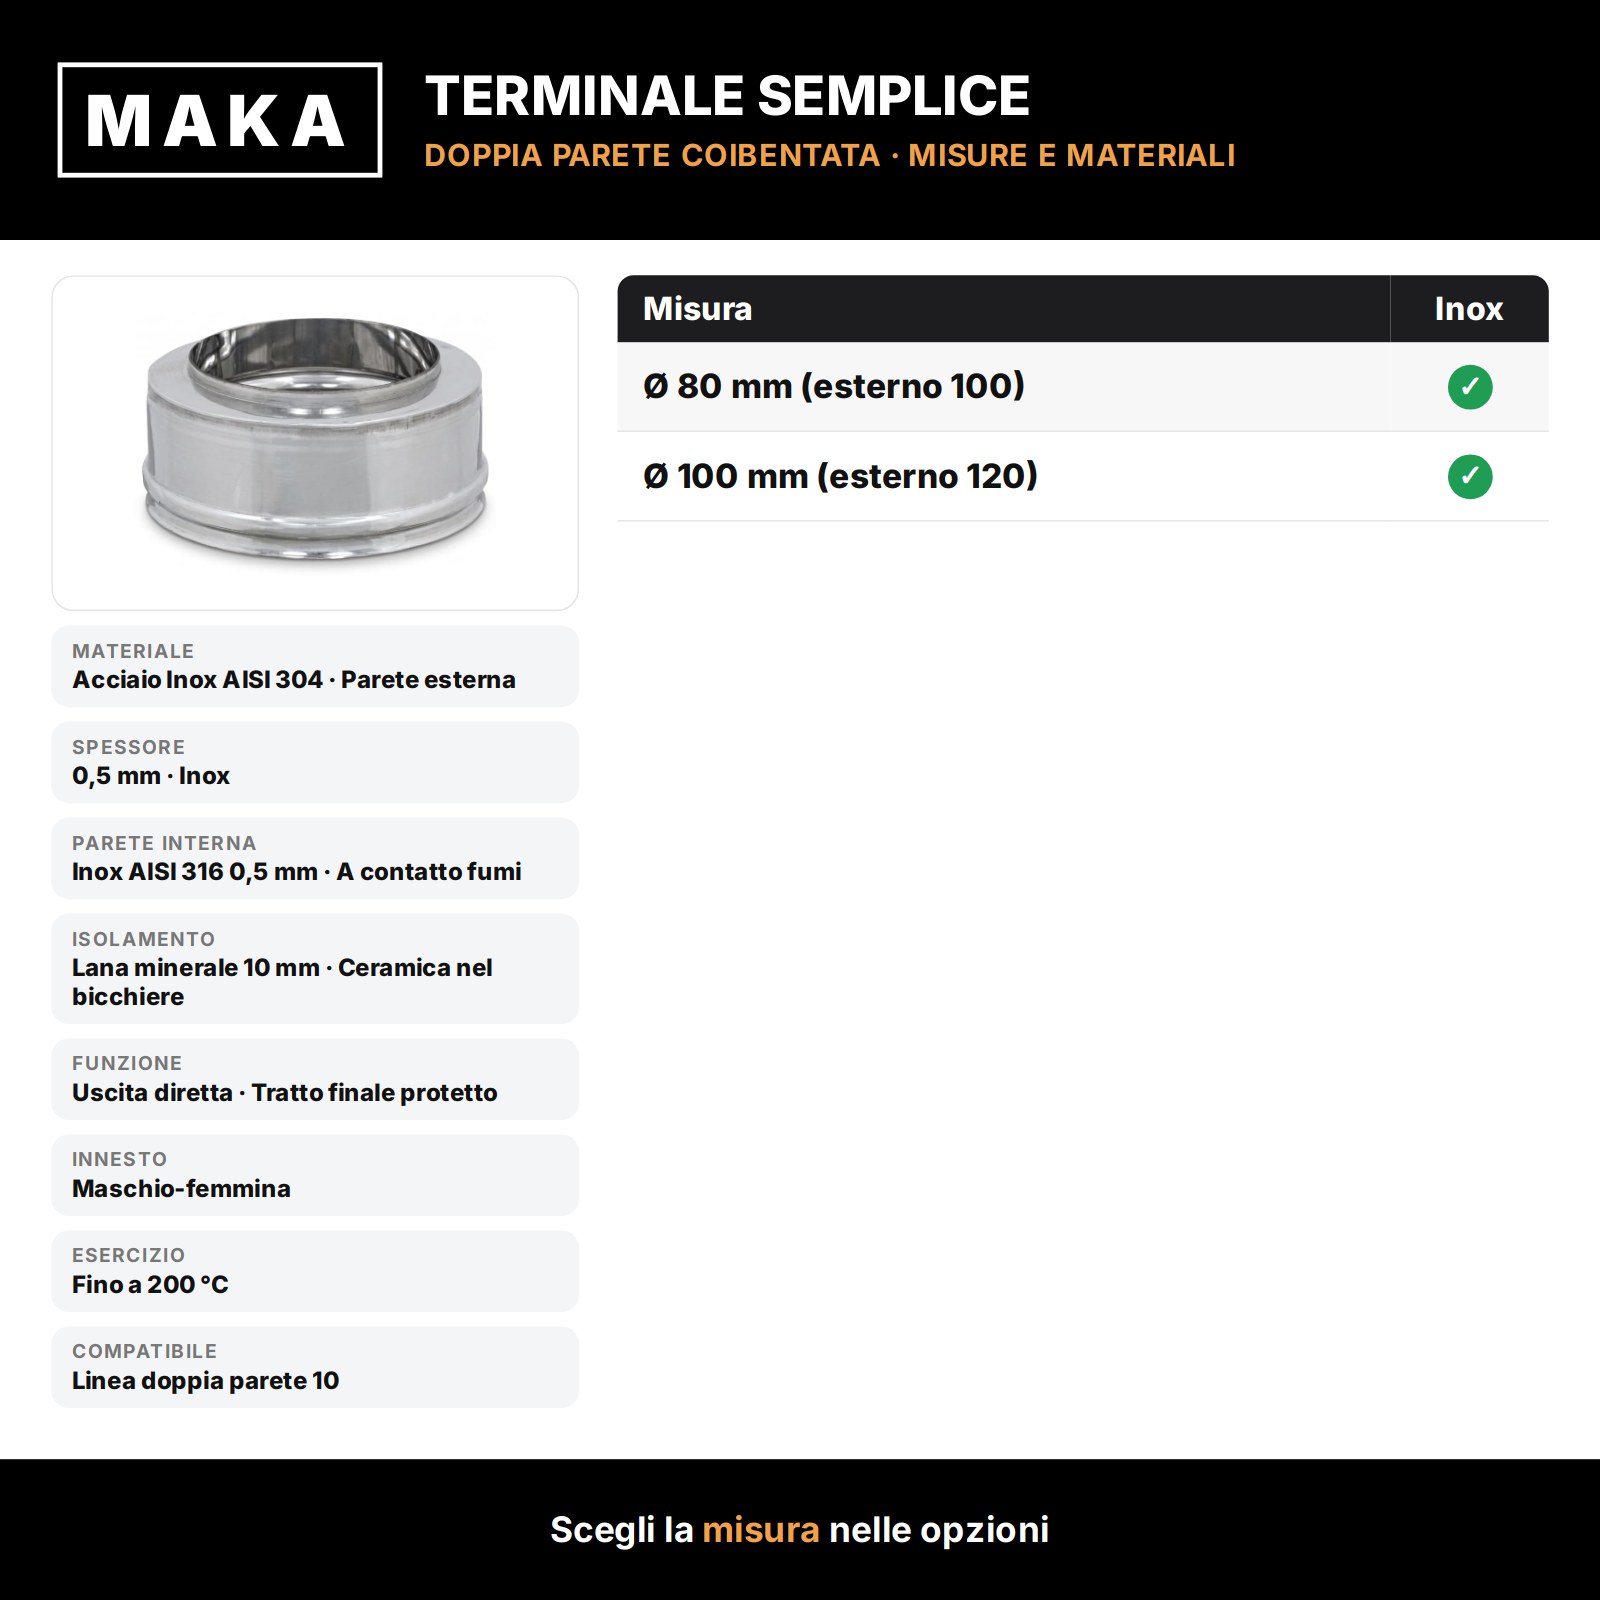 MAKA
TERMINALE SEMPLICE
DOPPIA PARETE COIBENTATA · MISURE E MATERIALI
Misura Inox
Ø 80 mm (esterno 100) ✓
Ø 100 mm (esterno 120) ✓
MATERIALE
Acciaio Inox AISI 304 · Parete esterna
SPESSORE
0,5 mm · Inox
PARETE INTERNA
Inox AISI 316 0,5 mm · A contatto fumi
ISOLAMENTO
Lana minerale 10 mm · Ceramica nel
bicchiere
FUNZIONE
Uscita diretta · Tratto finale protetto
INNESTO
Maschio-femmina
ESERCIZIO
Fino a 200 °C
COMPATIBILE
Linea doppia parete 10
Scegli la misura nelle opzioni